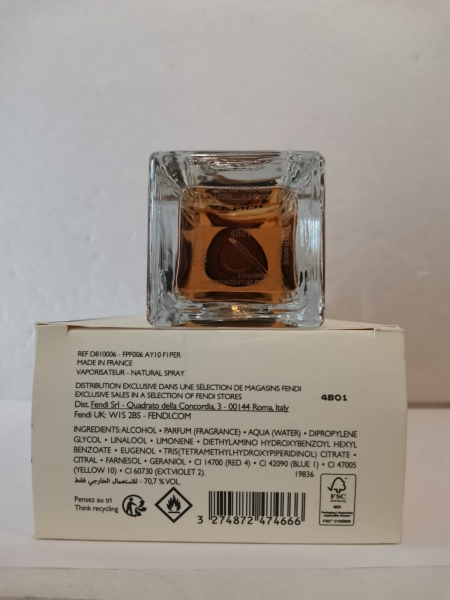 FENDI
4B01
REF D810006 - FPF006 AY10 F1PER
MADE IN FRANCE
VAPORISATEUR - NATURAL SPRAY
DISTRIBUTION EXCLUSIVE DANS UNE SÉLECTION DE MAGASINS FENDI
EXCLUSIVE SALES IN A SELECTION OF FENDI STORES
4B01
Dist. Fendi Srl - Quadrato della Concordia, 3 - 00144 Roma, Italy
Fendi UK: W1S 2BS - FENDI.COM
INGREDIENTS:ALCOHOL • PARFUM (FRAGRANCE) • AQUA (WATER) • DIPROPYLENE
GLYCOL • LINALOOL • LIMONENE • DIETHYLAMINO HYDROXYBENZOYL HEXYL
BENZOATE • EUGENOL • TRIS(TETRAMETHYLHYDROXYPIPERIDINOL) CITRATE •
CITRAL • FARNESOL • GERANIOL • CI 14700 (RED 4) • CI 42090 (BLUE 1) • CI 47005
(YELLOW 10) • CI 60730 (EXT.VIOLET 2).
19836
للاستعمال الخارجي فقط. - 70,7 % VOL
Pensez au tri
Think recycling
3 274872 474666
FSC